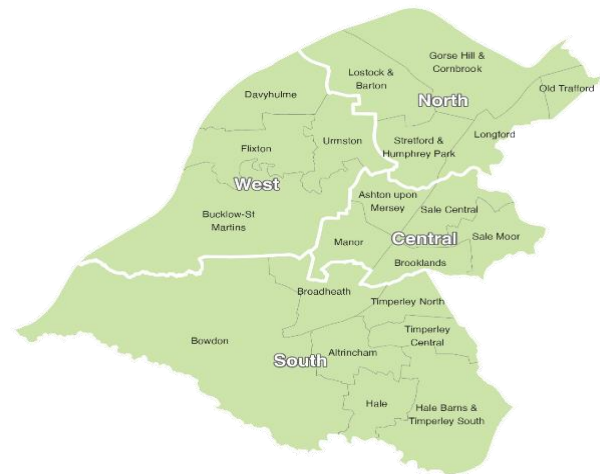 Gorse Hill &
Cornbrook
Lostock &
Barton
Old Trafford
North
Davyhulme
Longford
Urmston
Stretford &
Humphrey Park
Flixton
West
Ashton upon
Mersey
Sale Central
Bucklow-St
Martins
Manor
Central
Sale Moor
Brooklands
Broadheath
Timperley North
Timperley
Central
Bowdon
Altrincham
South
Hale
Hale Barns &
Timperley South